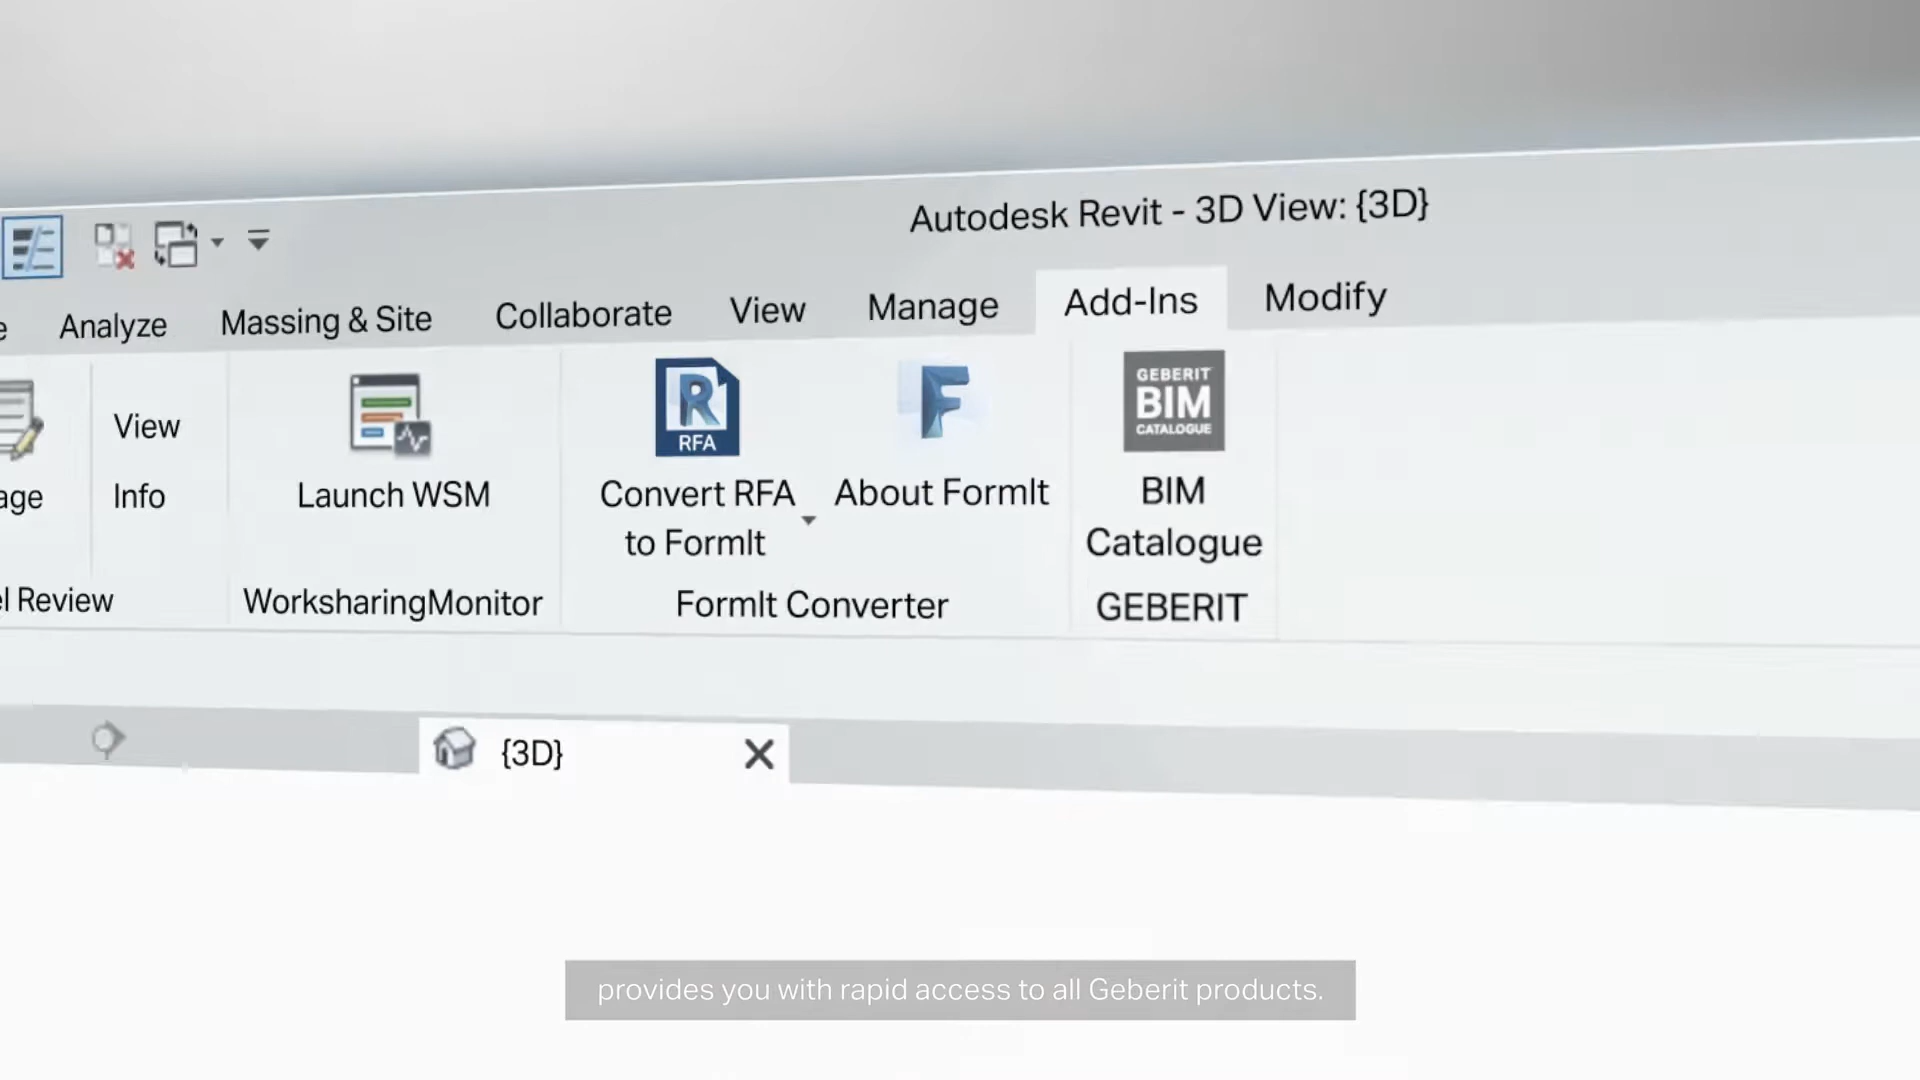 Autodesk Revit - 3D View: {3D}
Analyze Massing & Site Collaborate View Manage Add-Ins Modify
RFA
GEBERIT
BIM
CATALOGUE
View
Info
Launch WSM
Convert RFA
to FormIt
About FormIt
BIM
Catalogue
Review
WorksharingMonitor
FormIt Converter
GEBERIT
{3D}
provides you with rapid access to all Geberit products.